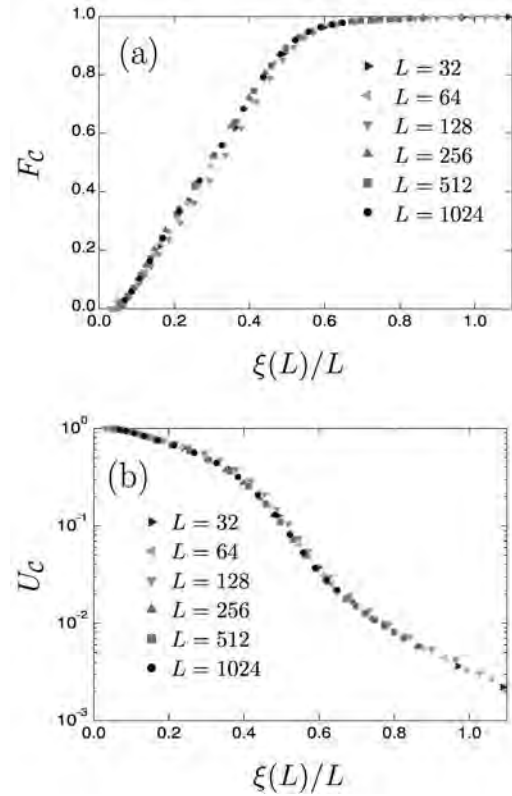 (a)
1.0
0.8
0.6
0.4
0.2
0.0
F_C
L = 32
L = 64
L = 128
L = 256
L = 512
L = 1024
0.0 0.2 0.4 0.6 0.8 1.0
ξ(L)/L
(b)
10⁰
10⁻¹
10⁻²
10⁻³
U_C
L = 32
L = 64
L = 128
L = 256
L = 512
L = 1024
0.0 0.2 0.4 0.6 0.8 1.0
ξ(L)/L